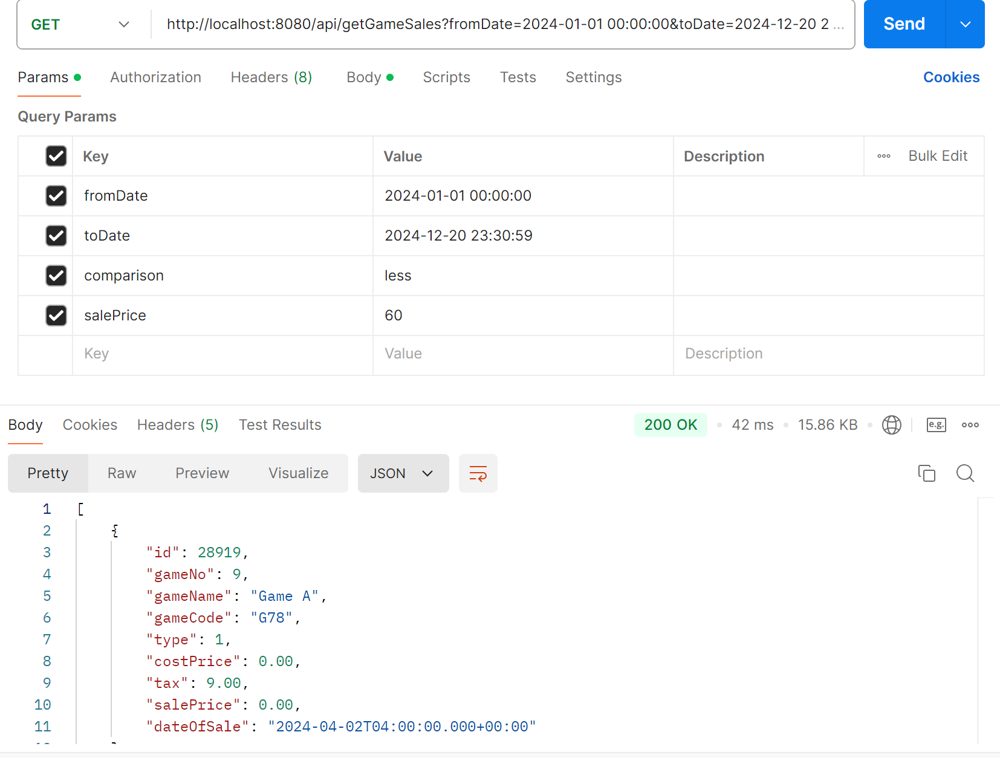 GET http://localhost:8080/api/getGameSales?fromDate=2024-01-01 00:00:00&toDate=2024-12-20 2 ... Send
Params Authorization Headers (8) Body Scripts Tests Settings Cookies
Query Params
Key Value Description Bulk Edit
fromDate 2024-01-01 00:00:00
toDate 2024-12-20 23:30:59
comparison less
salePrice 60
Key Value Description
Body Cookies Headers (5) Test Results 200 OK 42 ms 15.86 KB e.g.
Pretty Raw Preview Visualize JSON
1 [
2 {
3 "id": 28919,
4 "gameNo": 9,
5 "gameName": "Game A",
6 "gameCode": "G78",
7 "type": 1,
8 "costPrice": 0.00,
9 "tax": 9.00,
10 "salePrice": 0.00,
11 "dateOfSale": "2024-04-02T04:00:00.000+00:00"